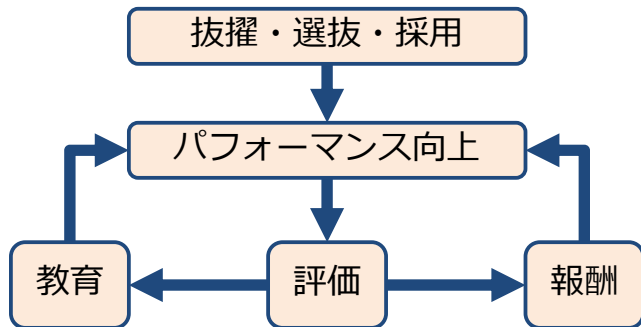 抜擢・選抜・採用
パフォーマンス向上
教育
評価
報酬